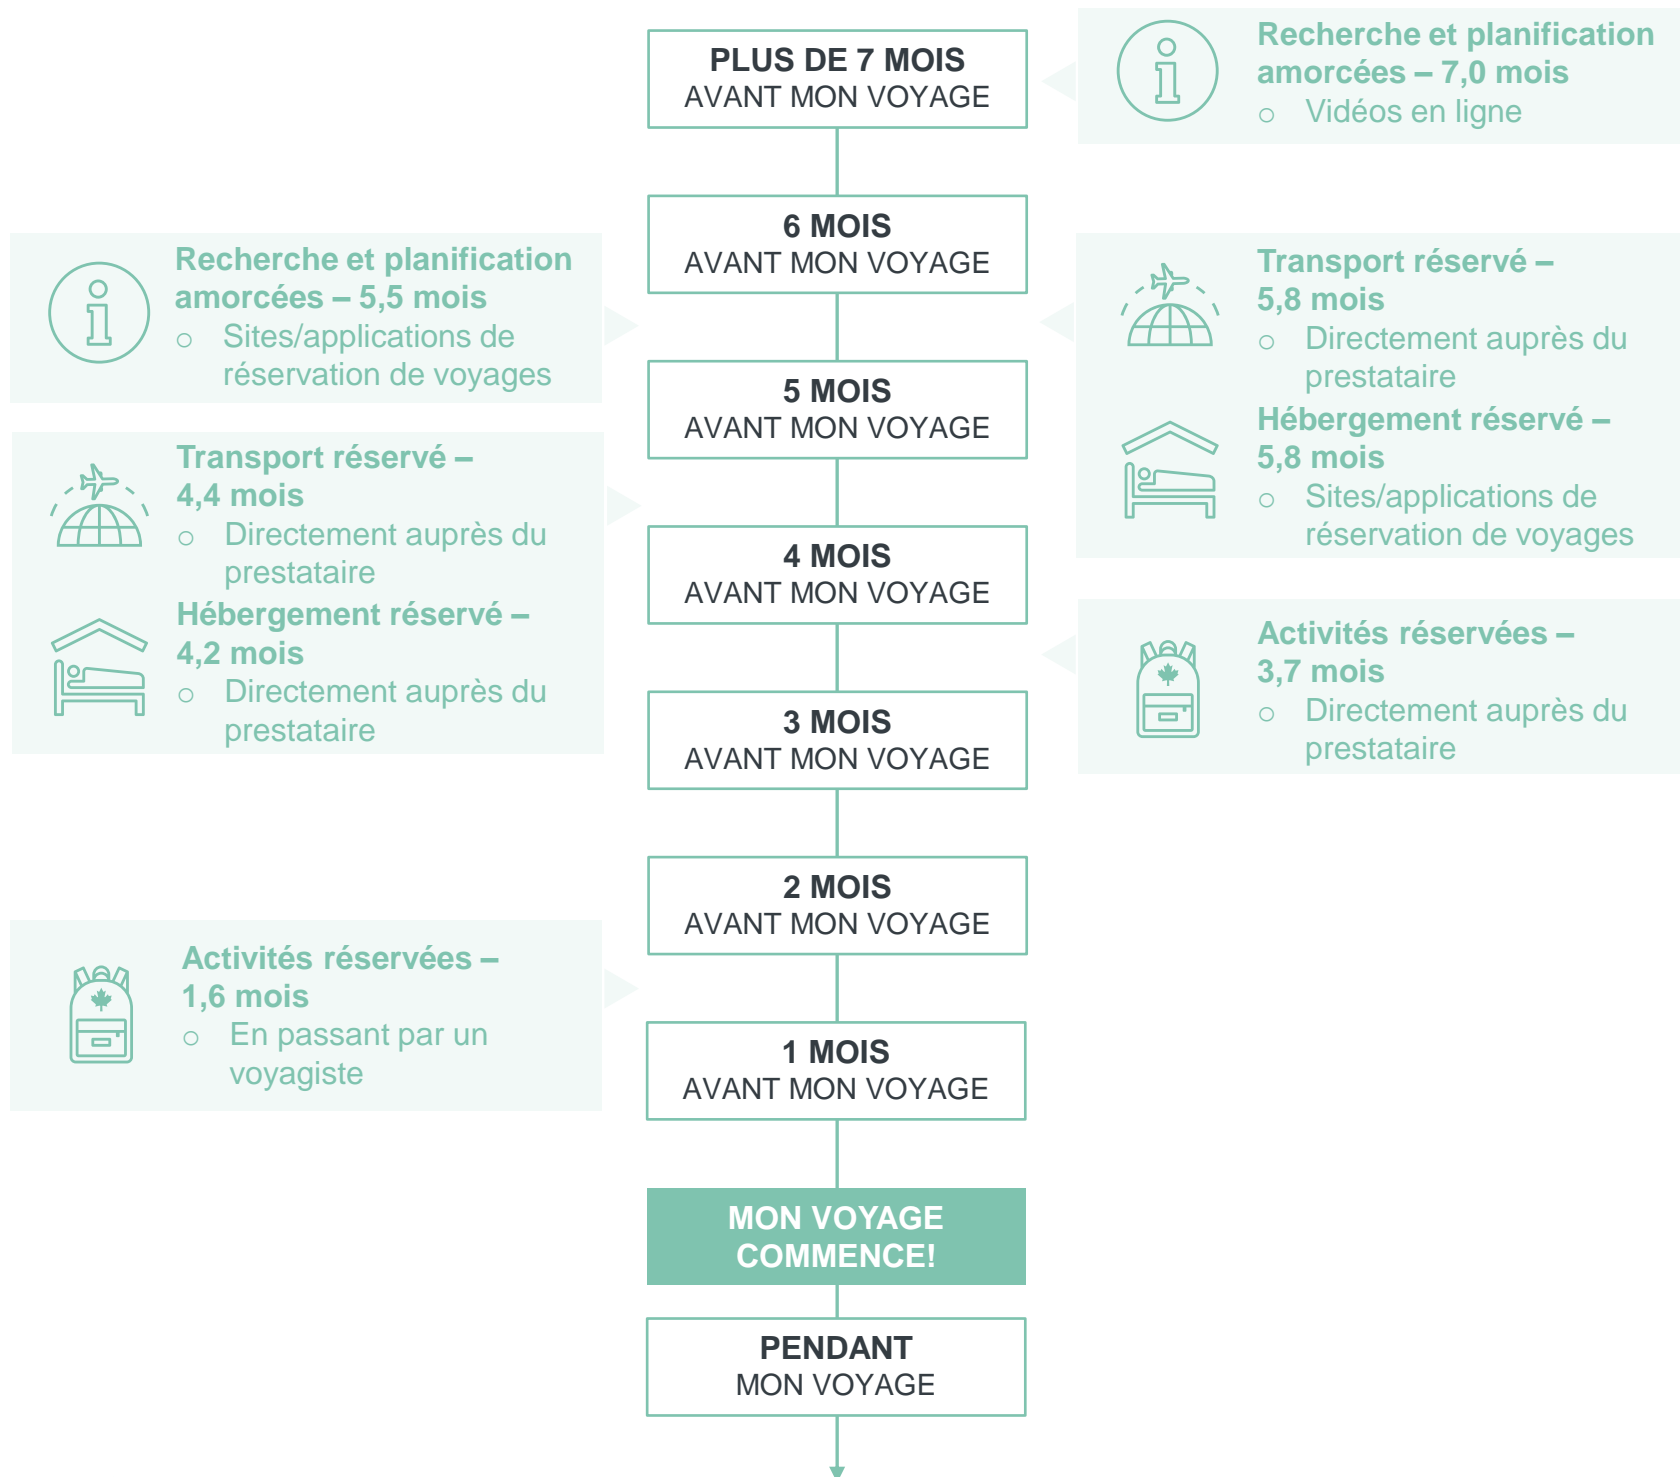 PLUS DE 7 MOIS
AVANT MON VOYAGE
Recherche et planification
amorcées – 7,0 mois
o Vidéos en ligne
6 MOIS
AVANT MON VOYAGE
Recherche et planification
amorcées – 5,5 mois
o Sites/applications de
réservation de voyages
Transport réservé –
5,8 mois
o Directement auprès du
prestataire
Hébergement réservé –
5,8 mois
o Sites/applications de
réservation de voyages
5 MOIS
AVANT MON VOYAGE
Transport réservé –
4,4 mois
o Directement auprès du
prestataire
Hébergement réservé –
4,2 mois
o Directement auprès du
prestataire
4 MOIS
AVANT MON VOYAGE
Activités réservées –
3,7 mois
o Directement auprès du
prestataire
3 MOIS
AVANT MON VOYAGE
2 MOIS
AVANT MON VOYAGE
Activités réservées –
1,6 mois
o En passant par un
voyagiste
1 MOIS
AVANT MON VOYAGE
MON VOYAGE
COMMENCE!
PENDANT
MON VOYAGE